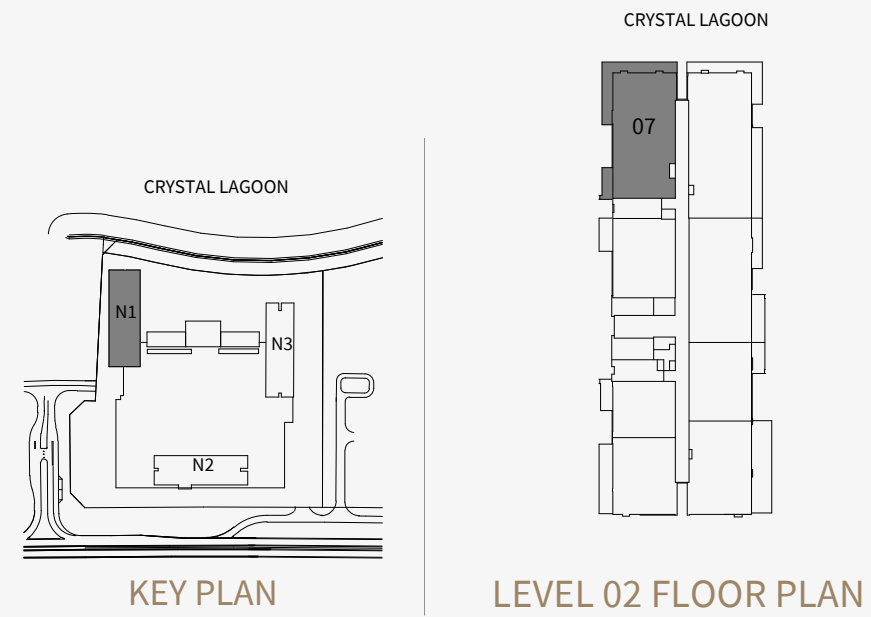 CRYSTAL LAGOON
N1
N3
N2
KEY PLAN
CRYSTAL LAGOON
07
LEVEL 02 FLOOR PLAN